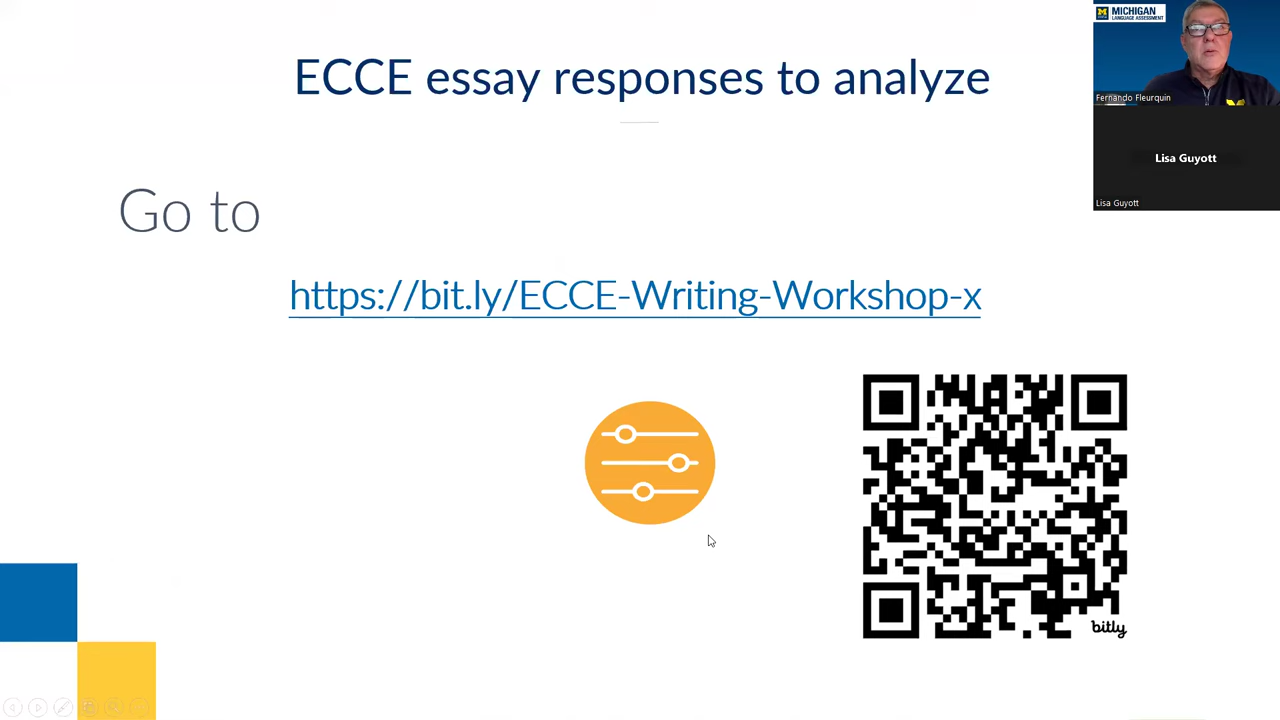 MICHIGAN
LANGUAGE ASSESSMENT
ECCE essay responses to analyze
Fernando Fleurquin
Lisa Guyott
Lisa Guyott
Go to
https://bit.ly/ECCE-Writing-Workshop-x
bitly